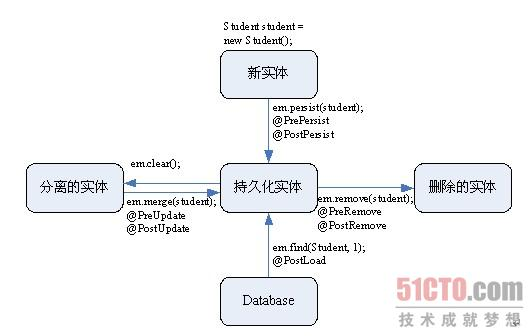 Student student =
new Student();
新实体
em.persist(student);
@PrePersist
@PostPersist
em.clear();
分离的实体
持久化实体
删除的实体
em.merge(student);
@PreUpdate
@PostUpdate
em.remove(student);
@PreRemove
@PostRemove
em.find(Student, 1);
@PostLoad
Database
51CTO.com
技术成就梦想